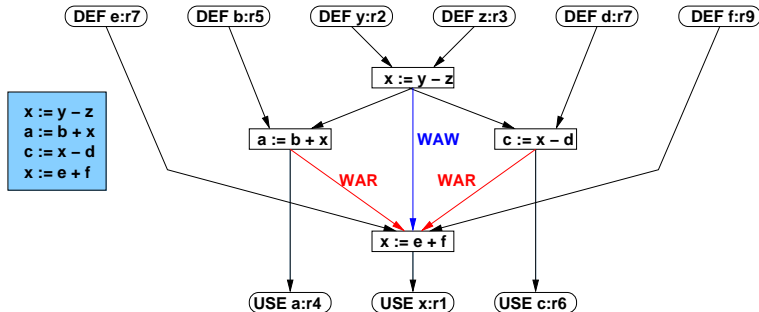 DEF e:r7 DEF b:r5 DEF y:r2 DEF z:r3 DEF d:r7 DEF f:r9
x := y – z
x := y – z
a := b + x
c := x – d
x := e + f
a := b + x WAW c := x – d
WAR WAR
x := e + f
USE a:r4 USE x:r1 USE c:r6